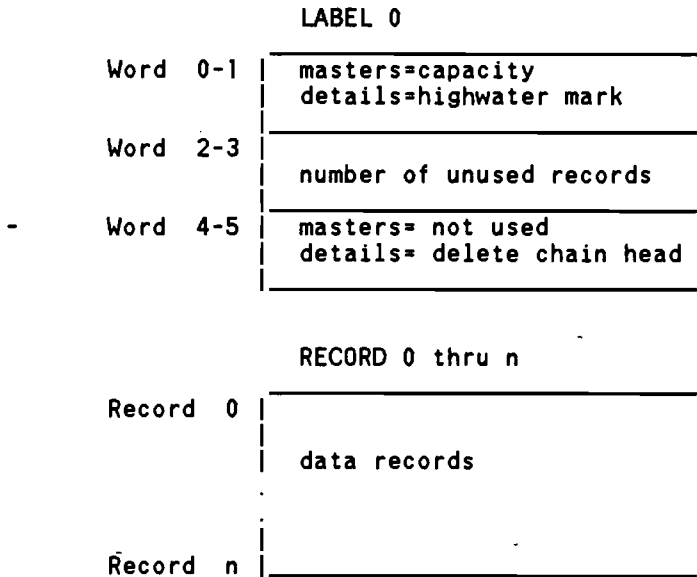 LABEL 0
Word 0-1 masters=capacity
details=highwater mark
Word 2-3
number of unused records
Word 4-5 masters= not used
details= delete chain head
RECORD 0 thru n
Record 0
data records
Record n